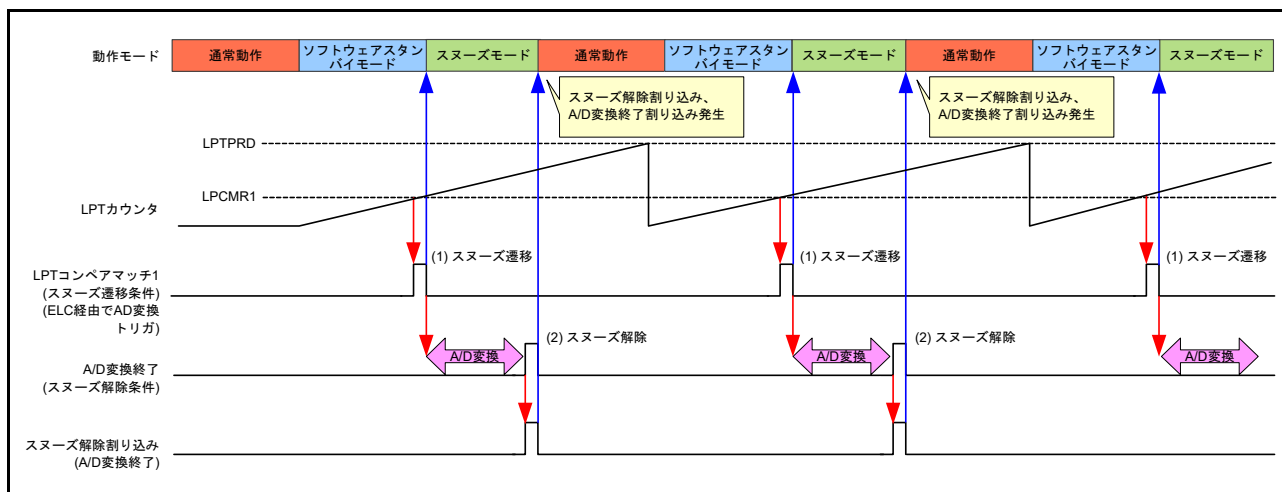 動作モード
通常動作
ソフトウェアスタン
バイモード
スヌーズモード
通常動作
ソフトウェアスタン
バイモード
スヌーズモード
通常動作
ソフトウェアスタン
バイモード
スヌーズモード
スヌーズ解除割り込み、
A/D変換終了割り込み発生
スヌーズ解除割り込み、
A/D変換終了割り込み発生
LPTPRD
LPCMR1
LPTカウンタ
(1) スヌーズ遷移
(1) スヌーズ遷移
(1) スヌーズ遷移
LPTコンペアマッチ1
(スヌーズ遷移条件)
(ELC経由でAD変換
トリガ)
(2) スヌーズ解除
(2) スヌーズ解除
A/D変換
A/D変換
A/D変換
A/D変換終了
(スヌーズ解除条件)
スヌーズ解除割り込み
(A/D変換終了)